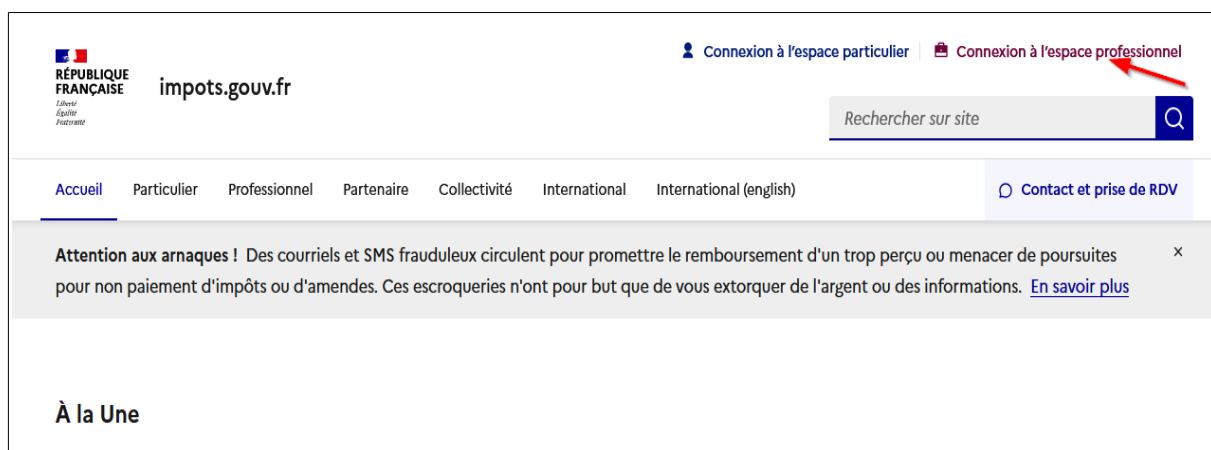 Connexion à l'espace particulier
Connexion à l'espace professionnel
RÉPUBLIQUE
FRANÇAISE
Liberté
Égalité
Fraternité
impots.gouv.fr
Rechercher sur site
Accueil Particulier Professionnel Partenaire Collectivité International International (english) Contact et prise de RDV
Attention aux arnaques ! Des courriels et SMS frauduleux circulent pour promettre le remboursement d'un trop perçu ou menacer de poursuites
pour non paiement d'impôts ou d'amendes. Ces escroqueries n'ont pour but que de vous extorquer de l'argent ou des informations. En savoir plus
À la Une